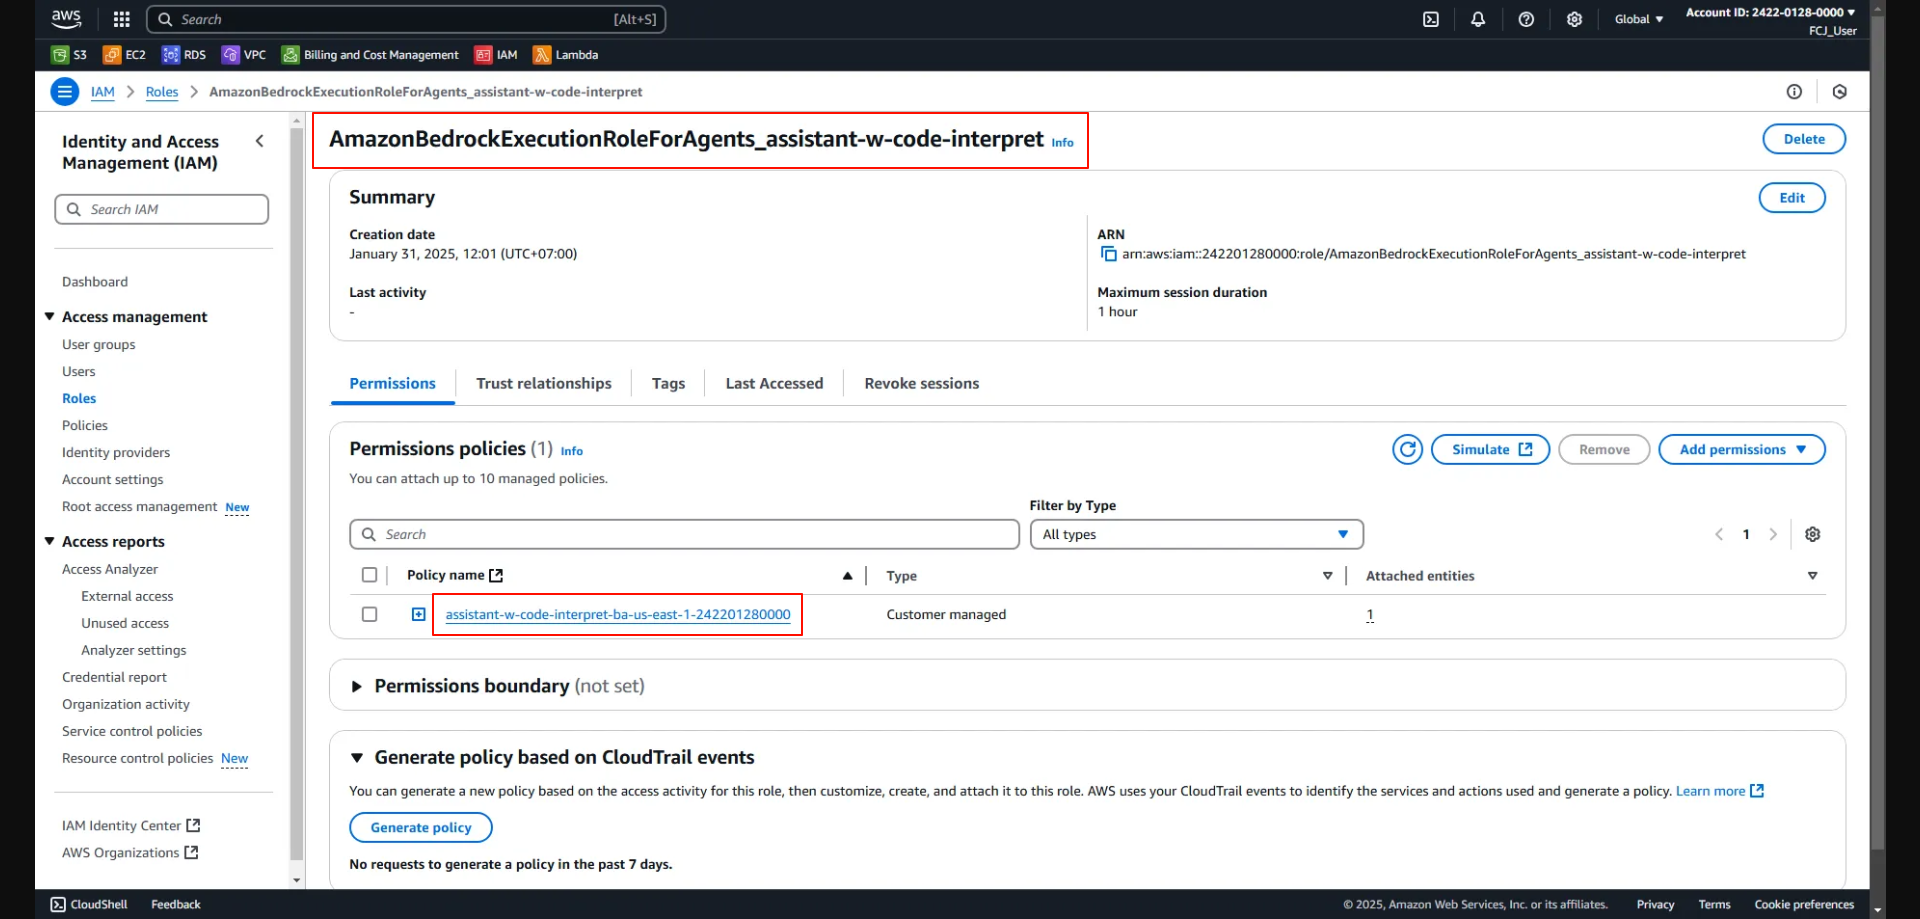 aws
Search [Alt+S]
Global
Account ID: 2422-0128-0000
FCJ_User
S3 EC2 RDS VPC Billing and Cost Management IAM Lambda
IAM Roles AmazonBedrockExecutionRoleForAgents_assistant-w-code-interpret
Identity and Access Management (IAM)
Search IAM
Dashboard
Access management
User groups
Users
Roles
Policies
Identity providers
Account settings
Root access management New
Access reports
Access Analyzer
External access
Unused access
Analyzer settings
Credential report
Organization activity
Service control policies
Resource control policies New
IAM Identity Center
AWS Organizations
AmazonBedrockExecutionRoleForAgents_assistant-w-code-interpret Info
Delete
Summary
Edit
Creation date
January 31, 2025, 12:01 (UTC+07:00)
ARN
arn:aws:iam::242201280000:role/AmazonBedrockExecutionRoleForAgents_assistant-w-code-interpret
Last activity
-
Maximum session duration
1 hour
Permissions Trust relationships Tags Last Accessed Revoke sessions
Permissions policies (1) Info
Simulate Remove Add permissions
You can attach up to 10 managed policies.
Filter by Type
Search All types 1
Policy name Type Attached entities
assistant-w-code-interpret-ba-us-east-1-242201280000 Customer managed 1
Permissions boundary (not set)
Generate policy based on CloudTrail events
You can generate a new policy based on the access activity for this role, then customize, create, and attach it to this role. AWS uses your CloudTrail events to identify the services and actions used and generate a policy. Learn more
Generate policy
No requests to generate a policy in the past 7 days.
CloudShell Feedback © 2025, Amazon Web Services, Inc. or its affiliates. Privacy Terms Cookie preferences